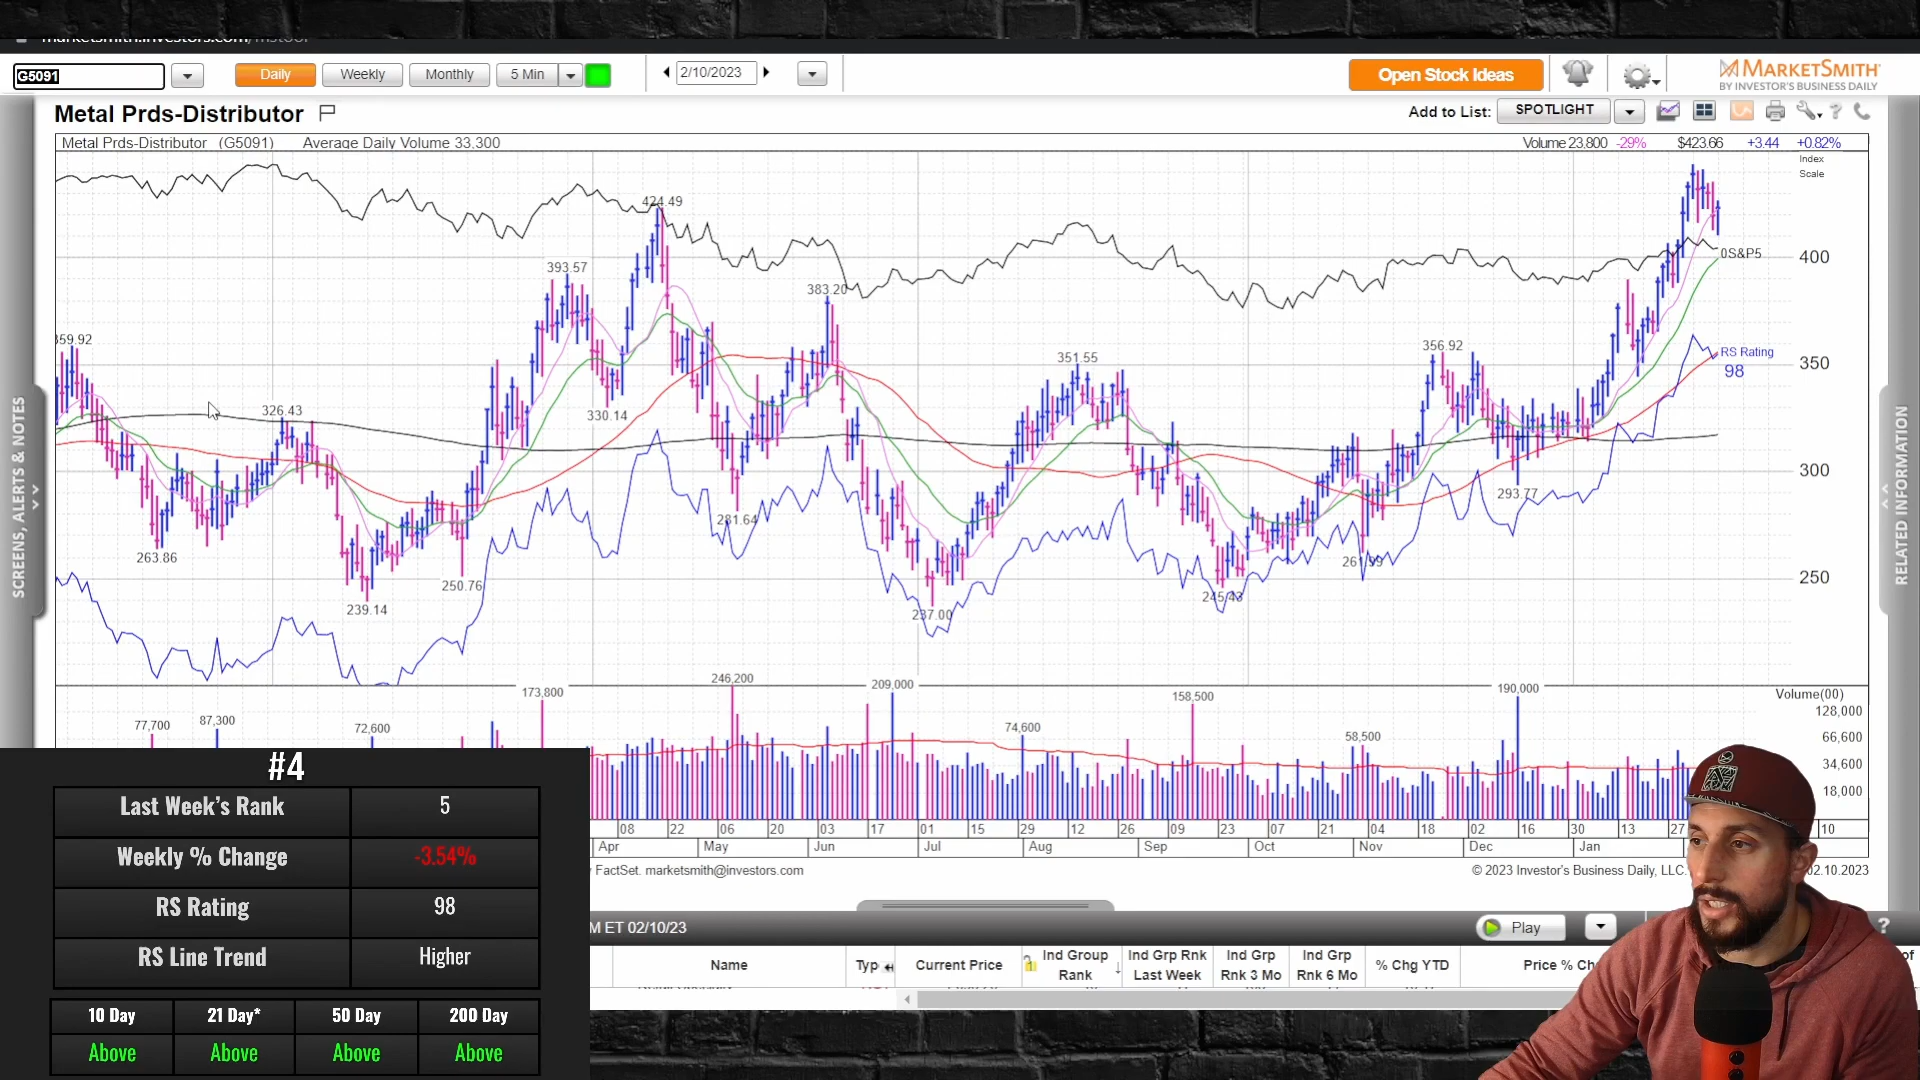 G5091
Daily
Weekly
Monthly
5 Min
2/10/2023
Open Stock Ideas
MARKETSMITH
BY INVESTOR'S BUSINESS DAILY
Metal Prds-Distributor
Add to List:
SPOTLIGHT
Metal Prds-Distributor (G5091) Average Daily Volume 33,300
Volume 23,800 -29% $423.66 +3.44 +0.82%
Index
Scale
424.49
393.57
383.20
359.92
351.55
356.92
326.43
330.14
263.86
239.14
250.76
281.64
237.00
245.43
261.99
293.77
0S&P5
RS Rating
98
400
350
300
250
SCREENS, ALERTS & NOTES
RELATED INFORMATION
77,700
87,300
72,600
173,800
246,200
209,000
74,600
158,500
58,500
190,000
Volume(00)
128,000
66,600
34,600
18,000
08 22 06 20 03 17 01 15 29 12 26 09 23 07 21 04 18 02 16 30 13 27 10
Apr May Jun Jul Aug Sep Oct Nov Dec Jan
FactSet. marketsmith@investors.com
© 2023 Investor's Business Daily, LLC.
02.10.2023
M ET 02/10/23
Play
?
Name
Typ
Current Price
Ind Group
Rank
Ind Grp Rnk
Last Week
Ind Grp
Rnk 3 Mo
Ind Grp
Rnk 6 Mo
% Chg YTD
Price % Ch
of
#4
Last Week's Rank 5
Weekly % Change -3.54%
RS Rating 98
RS Line Trend Higher
10 Day 21 Day* 50 Day 200 Day
Above Above Above Above